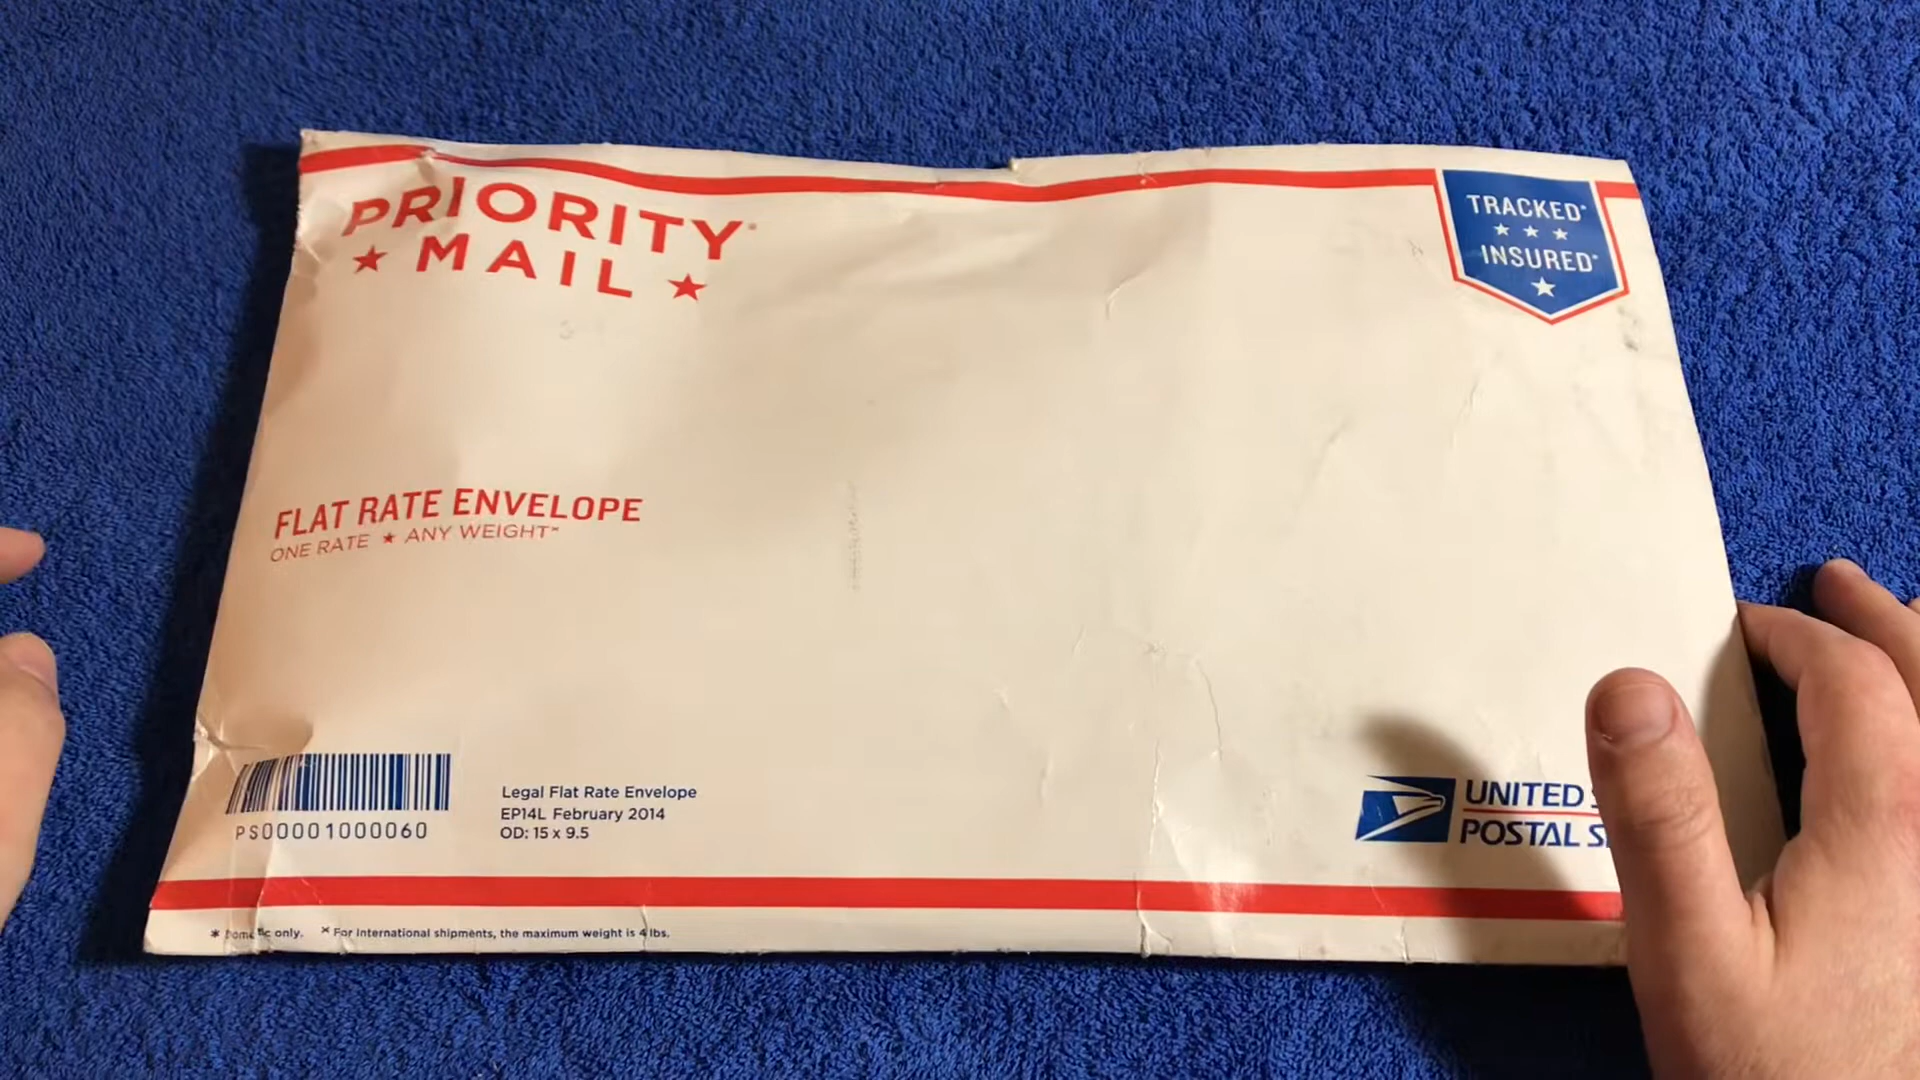 PRIORITY®
★ MAIL ★
TRACKED®
★ ★ ★
INSURED®
★
FLAT RATE ENVELOPE
ONE RATE ★ ANY WEIGHT*
PS00001000060
Legal Flat Rate Envelope
EP14L February 2014
OD: 15 x 9.5
UNITED
POSTAL
* only. * For International shipments, the maximum weight is 4 lbs.